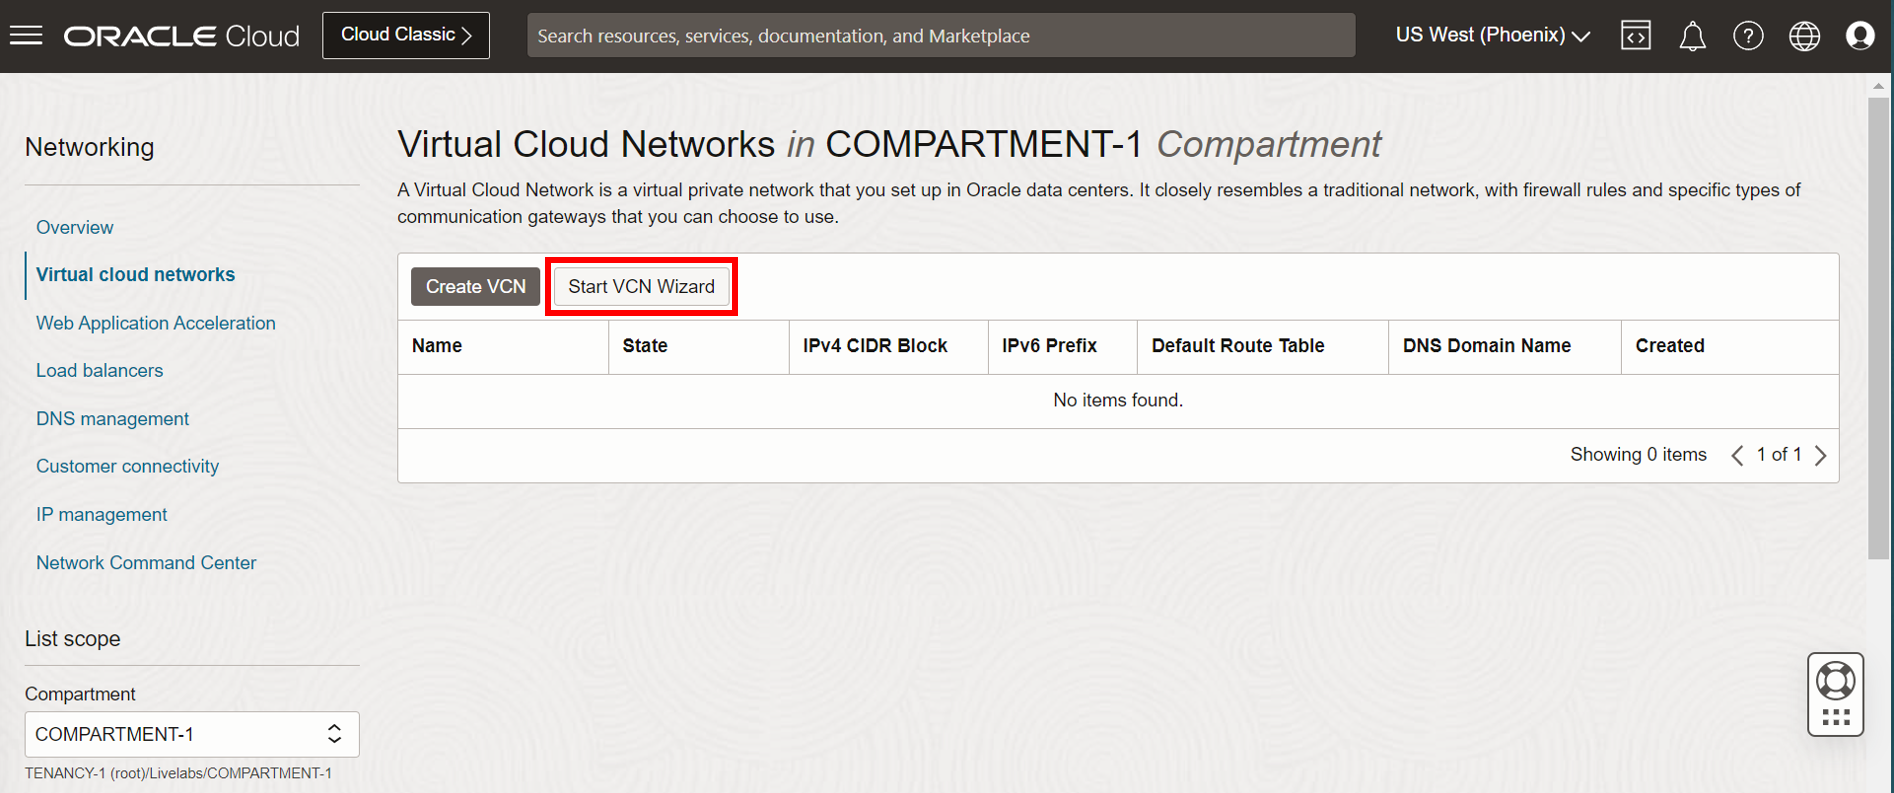 ORACLE Cloud
Cloud Classic
Search resources, services, documentation, and Marketplace
US West (Phoenix)
Networking
Overview
Virtual cloud networks
Web Application Acceleration
Load balancers
DNS management
Customer connectivity
IP management
Network Command Center
List scope
Compartment
COMPARTMENT-1
TENANCY-1 (root)/Livelabs/COMPARTMENT-1
Virtual Cloud Networks in COMPARTMENT-1 Compartment
A Virtual Cloud Network is a virtual private network that you set up in Oracle data centers. It closely resembles a traditional network, with firewall rules and specific types of
communication gateways that you can choose to use.
Create VCN Start VCN Wizard
Name State IPv4 CIDR Block IPv6 Prefix Default Route Table DNS Domain Name Created
No items found.
Showing 0 items 1 of 1